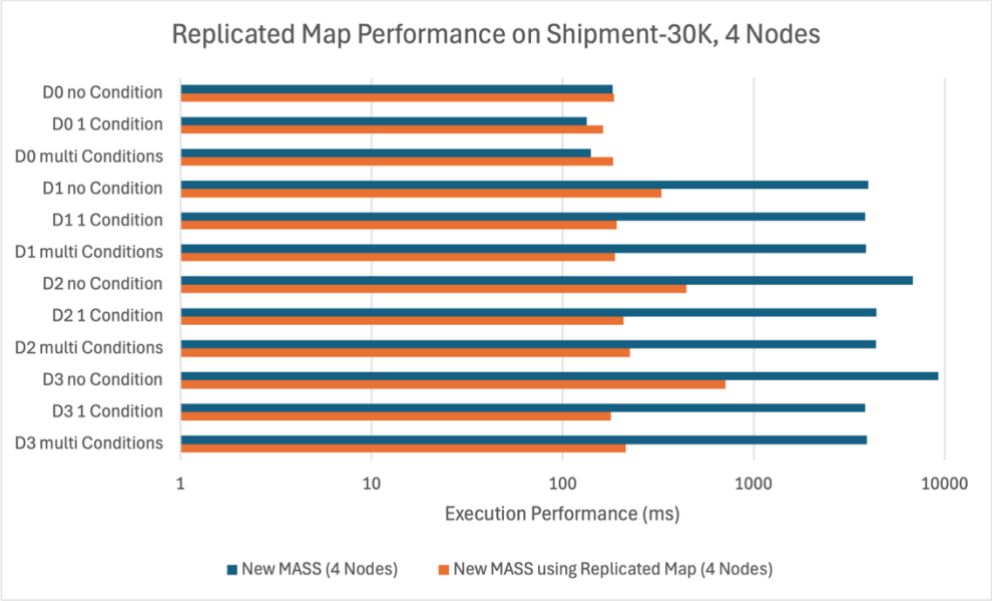 Replicated Map Performance on Shipment-30K, 4 Nodes
D0 no Condition
D0 1 Condition
D0 multi Conditions
D1 no Condition
D1 1 Condition
D1 multi Conditions
D2 no Condition
D2 1 Condition
D2 multi Conditions
D3 no Condition
D3 1 Condition
D3 multi Conditions
1 10 100 1000 10000
Execution Performance (ms)
New MASS (4 Nodes) New MASS using Replicated Map (4 Nodes)